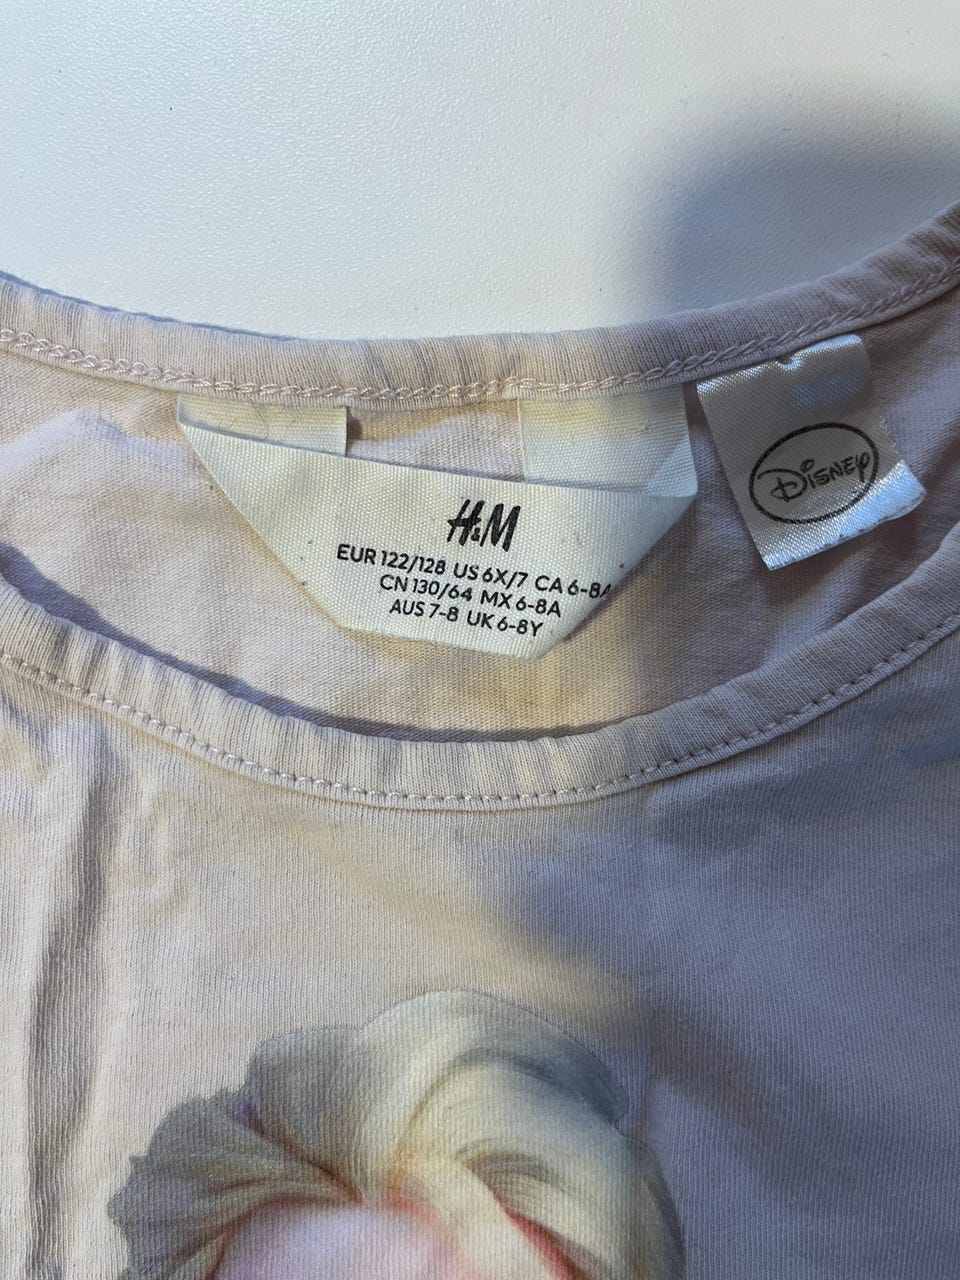 H&M
EUR 122/128 US 6X/7 CA 6-8A
CN 130/64 MX 6-8A
AUS 7-8 UK 6-8Y
Disney